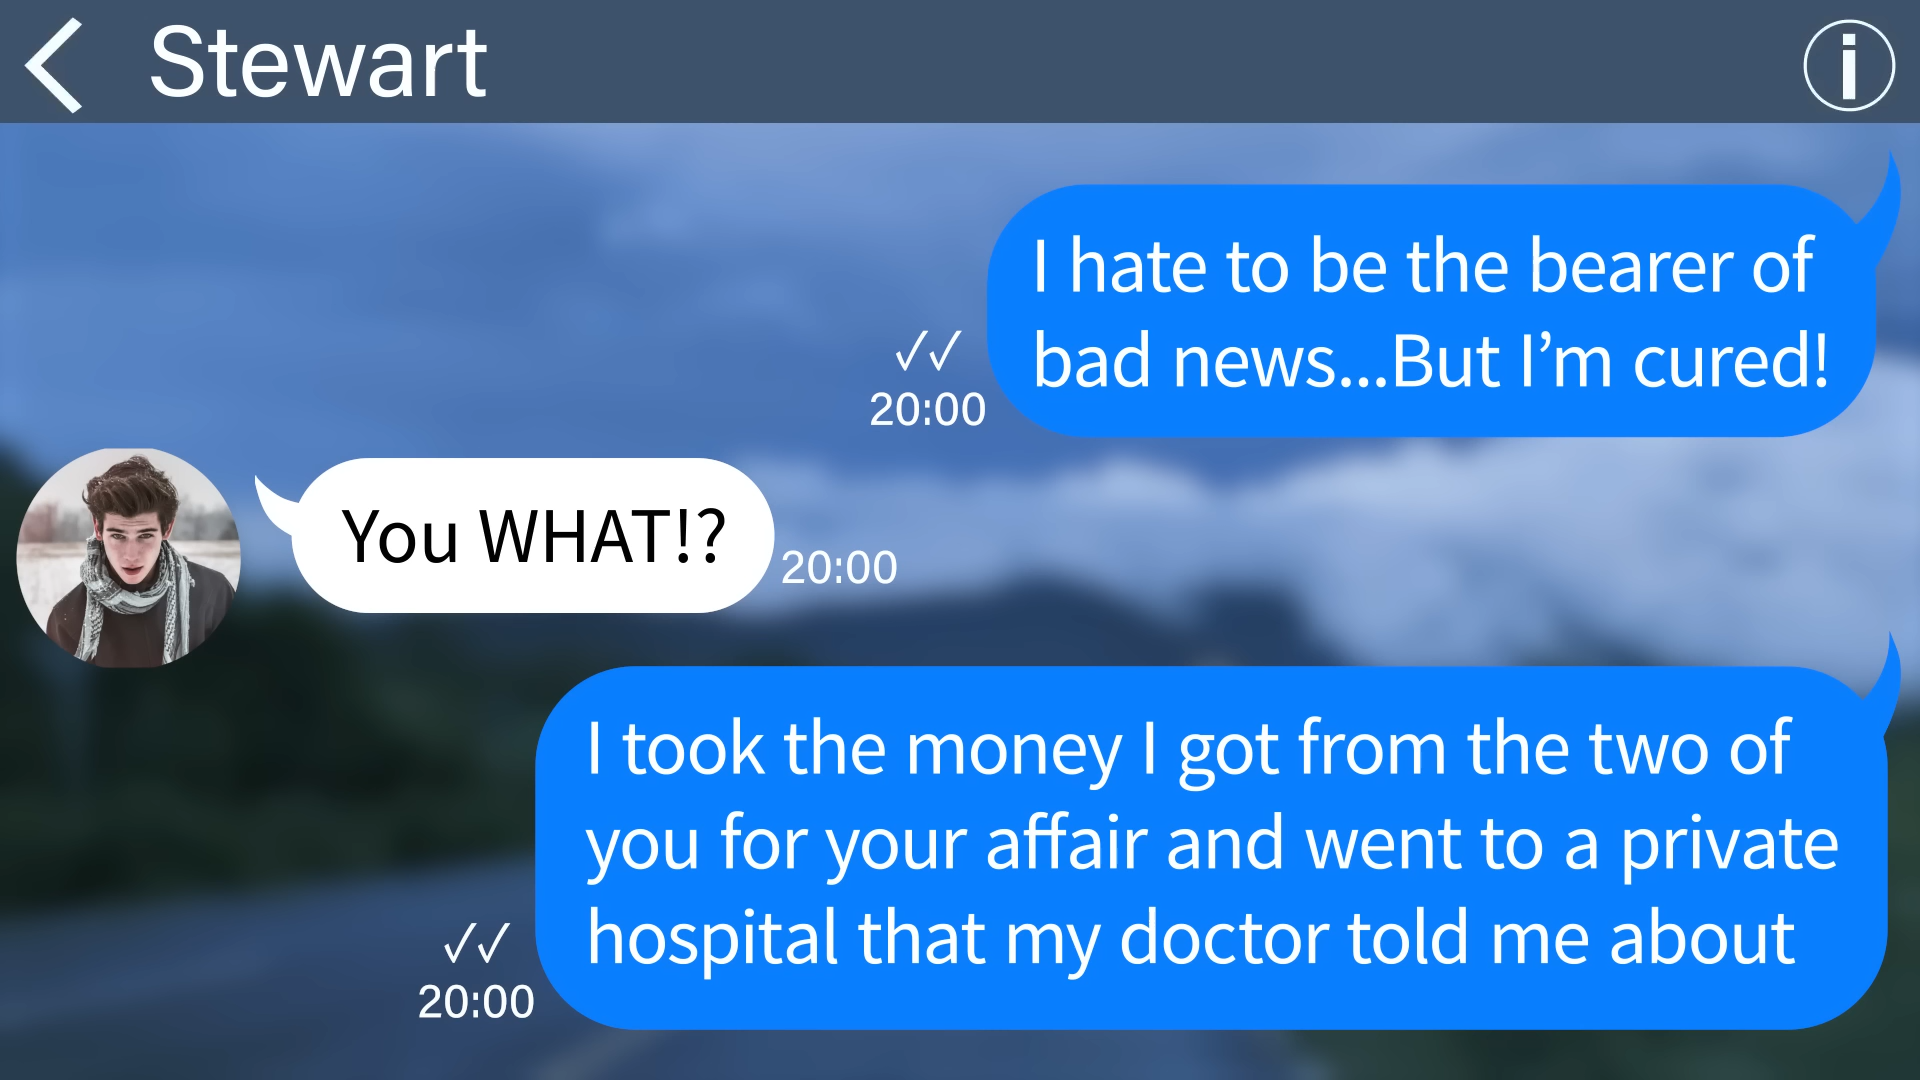 Stewart
I hate to be the bearer of
bad news...But I’m cured!
✓✓
20:00
You WHAT!?
20:00
I took the money I got from the two of
you for your affair and went to a private
hospital that my doctor told me about
✓✓
20:00